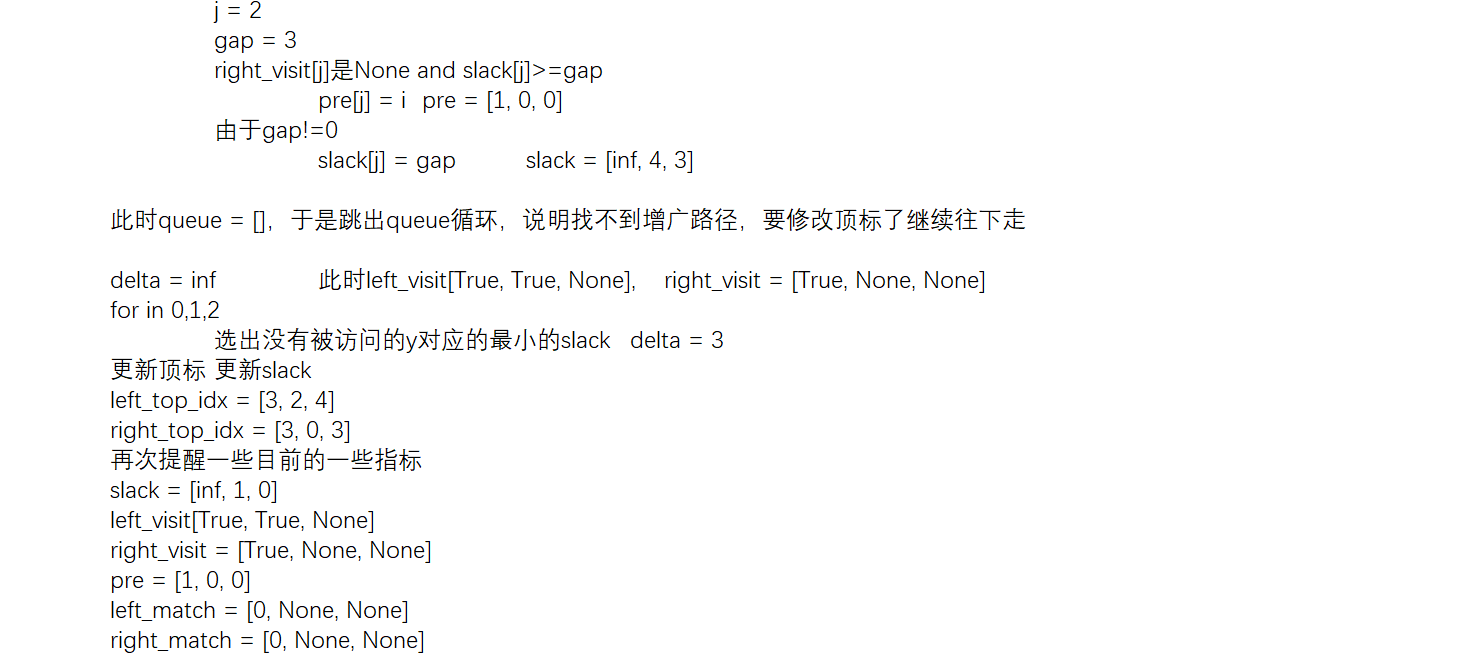 j = 2
gap = 3
right_visit[j]是None and slack[j]>=gap
pre[j] = i   pre = [1, 0, 0]
由于gap!=0
slack[j] = gap   slack = [inf, 4, 3]
此时queue = []，于是跳出queue循环，说明找不到增广路径，要修改顶标了继续往下走
delta = inf   此时left_visit[True, True, None],   right_visit = [True, None, None]
for in 0,1,2
选出没有被访问的y对应的最小的slack   delta = 3
更新顶标 更新slack
left_top_idx = [3, 2, 4]
right_top_idx = [3, 0, 3]
再次提醒一些目前的一些指标
slack = [inf, 1, 0]
left_visit[True, True, None]
right_visit = [True, None, None]
pre = [1, 0, 0]
left_match = [0, None, None]
right_match = [0, None, None]